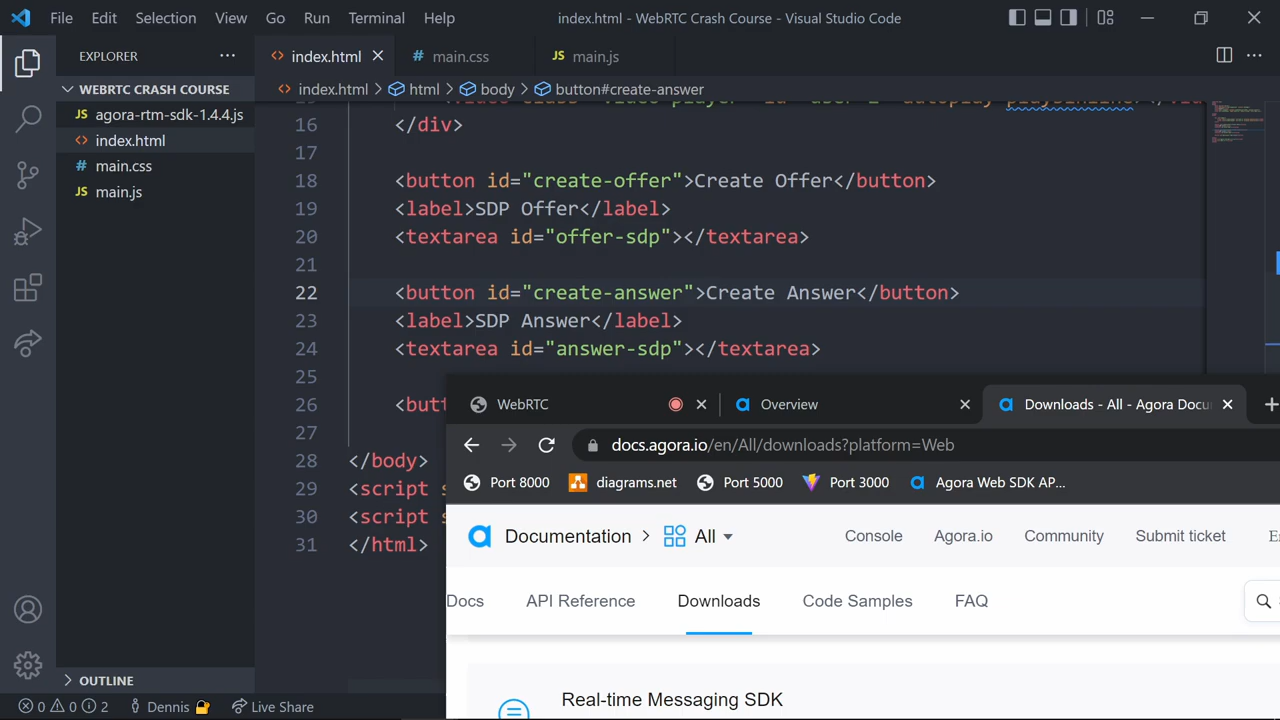 File Edit Selection View Go Run Terminal Help
index.html - WebRTC Crash Course - Visual Studio Code
EXPLORER
WEBRTC CRASH COURSE
JS agora-rtm-sdk-1.4.4.js
<> index.html
# main.css
JS main.js
OUTLINE
<> index.html
# main.css
JS main.js
<> index.html > html > body > button#create-answer
16 </div>
17
18 <button id="create-offer">Create Offer</button>
19 <label>SDP Offer</label>
20 <textarea id="offer-sdp"></textarea>
21
22 <button id="create-answer">Create Answer</button>
23 <label>SDP Answer</label>
24 <textarea id="answer-sdp"></textarea>
25
26 <butt
27
28 </body>
29 <script s
30 <script s
31 </html>
WebRTC
Overview
Downloads - All - Agora Docu
docs.agora.io/en/All/downloads?platform=Web
Port 8000 diagrams.net Port 5000 Port 3000 Agora Web SDK AP...
Documentation > All
Console Agora.io Community Submit ticket
Docs API Reference Downloads Code Samples FAQ
Real-time Messaging SDK
0 0 2 Dennis Live Share